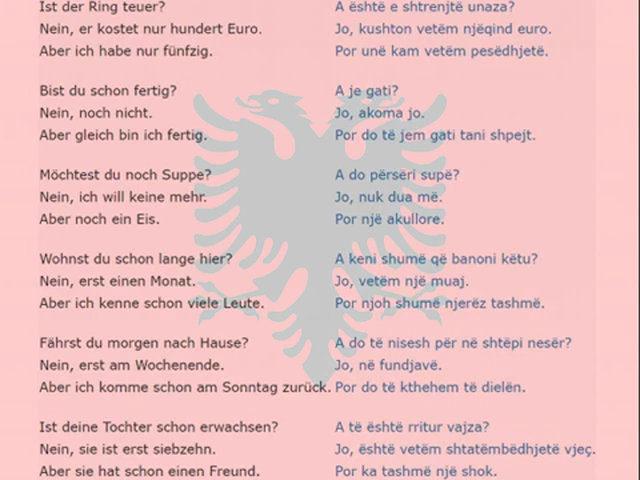 Ist der Ring teuer? A është e shtrenjtë unaza?
Nein, er kostet nur hundert Euro. Jo, kushton vetëm njëqind euro.
Aber ich habe nur fünfzig. Por unë kam vetëm pesëdhjetë.
Bist du schon fertig? A je gati?
Nein, noch nicht. Jo, akoma jo.
Aber gleich bin ich fertig. Por do të jem gati tani shpejt.
Möchtest du noch Suppe? A do përsëri supë?
Nein, ich will keine mehr. Jo, nuk dua më.
Aber noch ein Eis. Por një akullore.
Wohnst du schon lange hier? A keni shumë që banoni këtu?
Nein, erst einen Monat. Jo, vetëm një muaj.
Aber ich kenne schon viele Leute. Por njoh shumë njerëz tashmë.
Fährst du morgen nach Hause? A do të nisesh për në shtëpi nesër?
Nein, erst am Wochenende. Jo, në fundjavë.
Aber ich komme schon am Sonntag zurück. Por do të kthehem të dielën.
Ist deine Tochter schon erwachsen? A të është rritur vajza?
Nein, sie ist erst siebzehn. Jo, është vetëm shtatëmbëdhjetë vjeç.
Aber sie hat schon einen Freund. Por ka tashmë një shok.